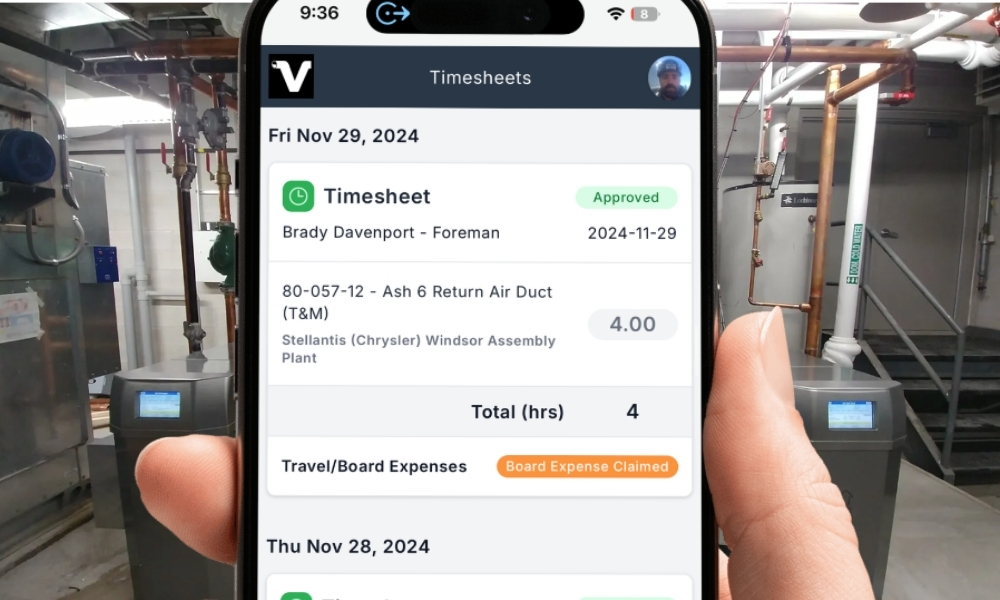 9:36
8
V
Timesheets
Fri Nov 29, 2024
Timesheet
Approved
Brady Davenport - Foreman
2024-11-29
80-057-12 - Ash 6 Return Air Duct
(T&M)
4.00
Stellantis (Chrysler) Windsor Assembly
Plant
Total (hrs)
4
Travel/Board Expenses
Board Expense Claimed
Thu Nov 28, 2024